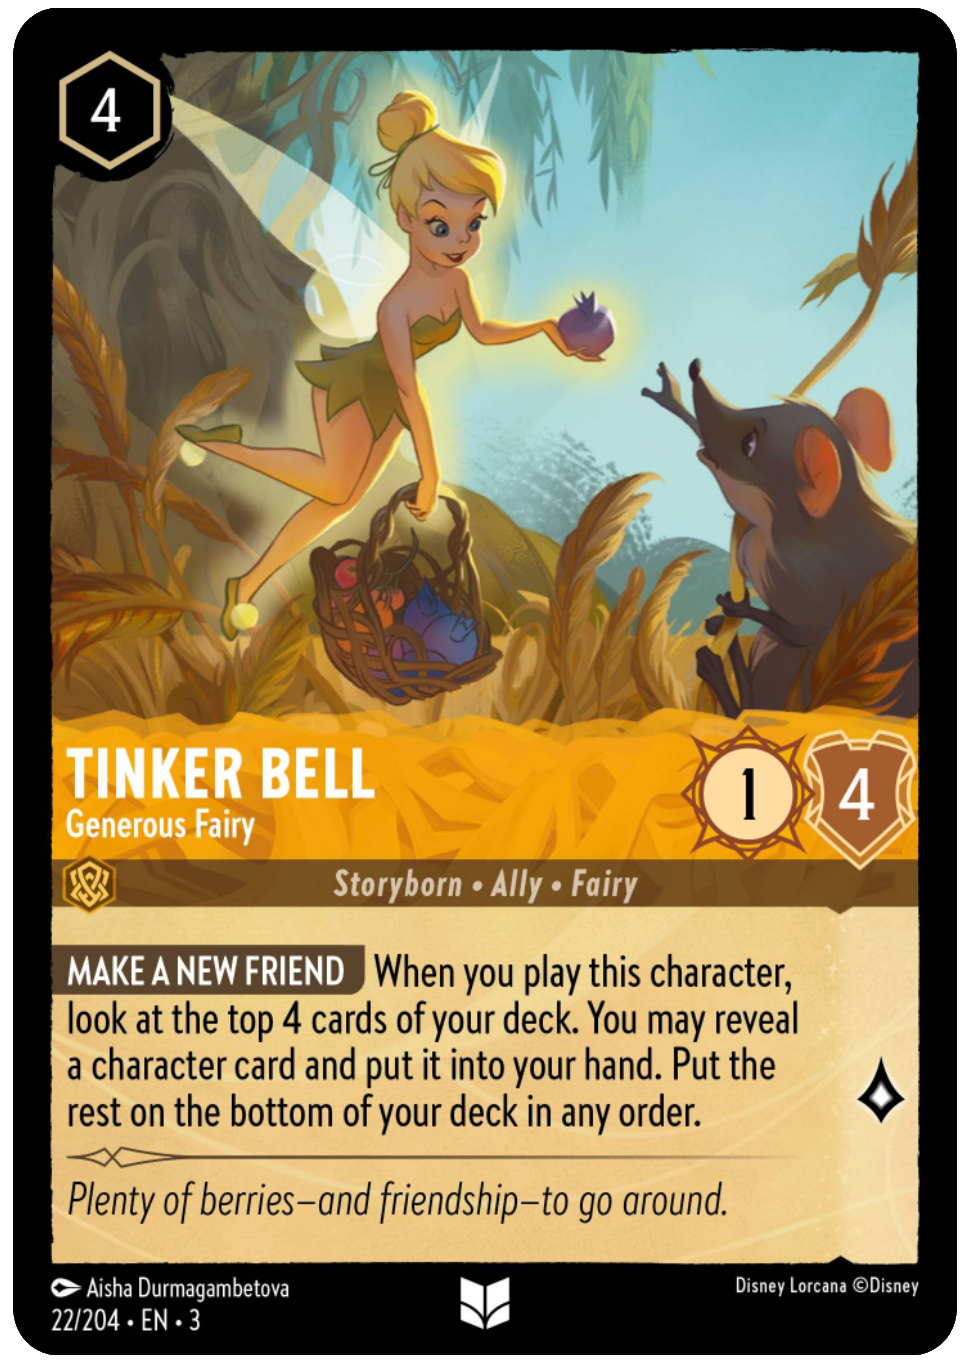 4
TINKER BELL
Generous Fairy
1
4
Storyborn • Ally • Fairy
MAKE A NEW FRIEND When you play this character,
look at the top 4 cards of your deck. You may reveal
a character card and put it into your hand. Put the
rest on the bottom of your deck in any order.
Plenty of berries–and friendship–to go around.
Aisha Durmagambetova
22/204 • EN • 3
Disney Lorcana ©Disney